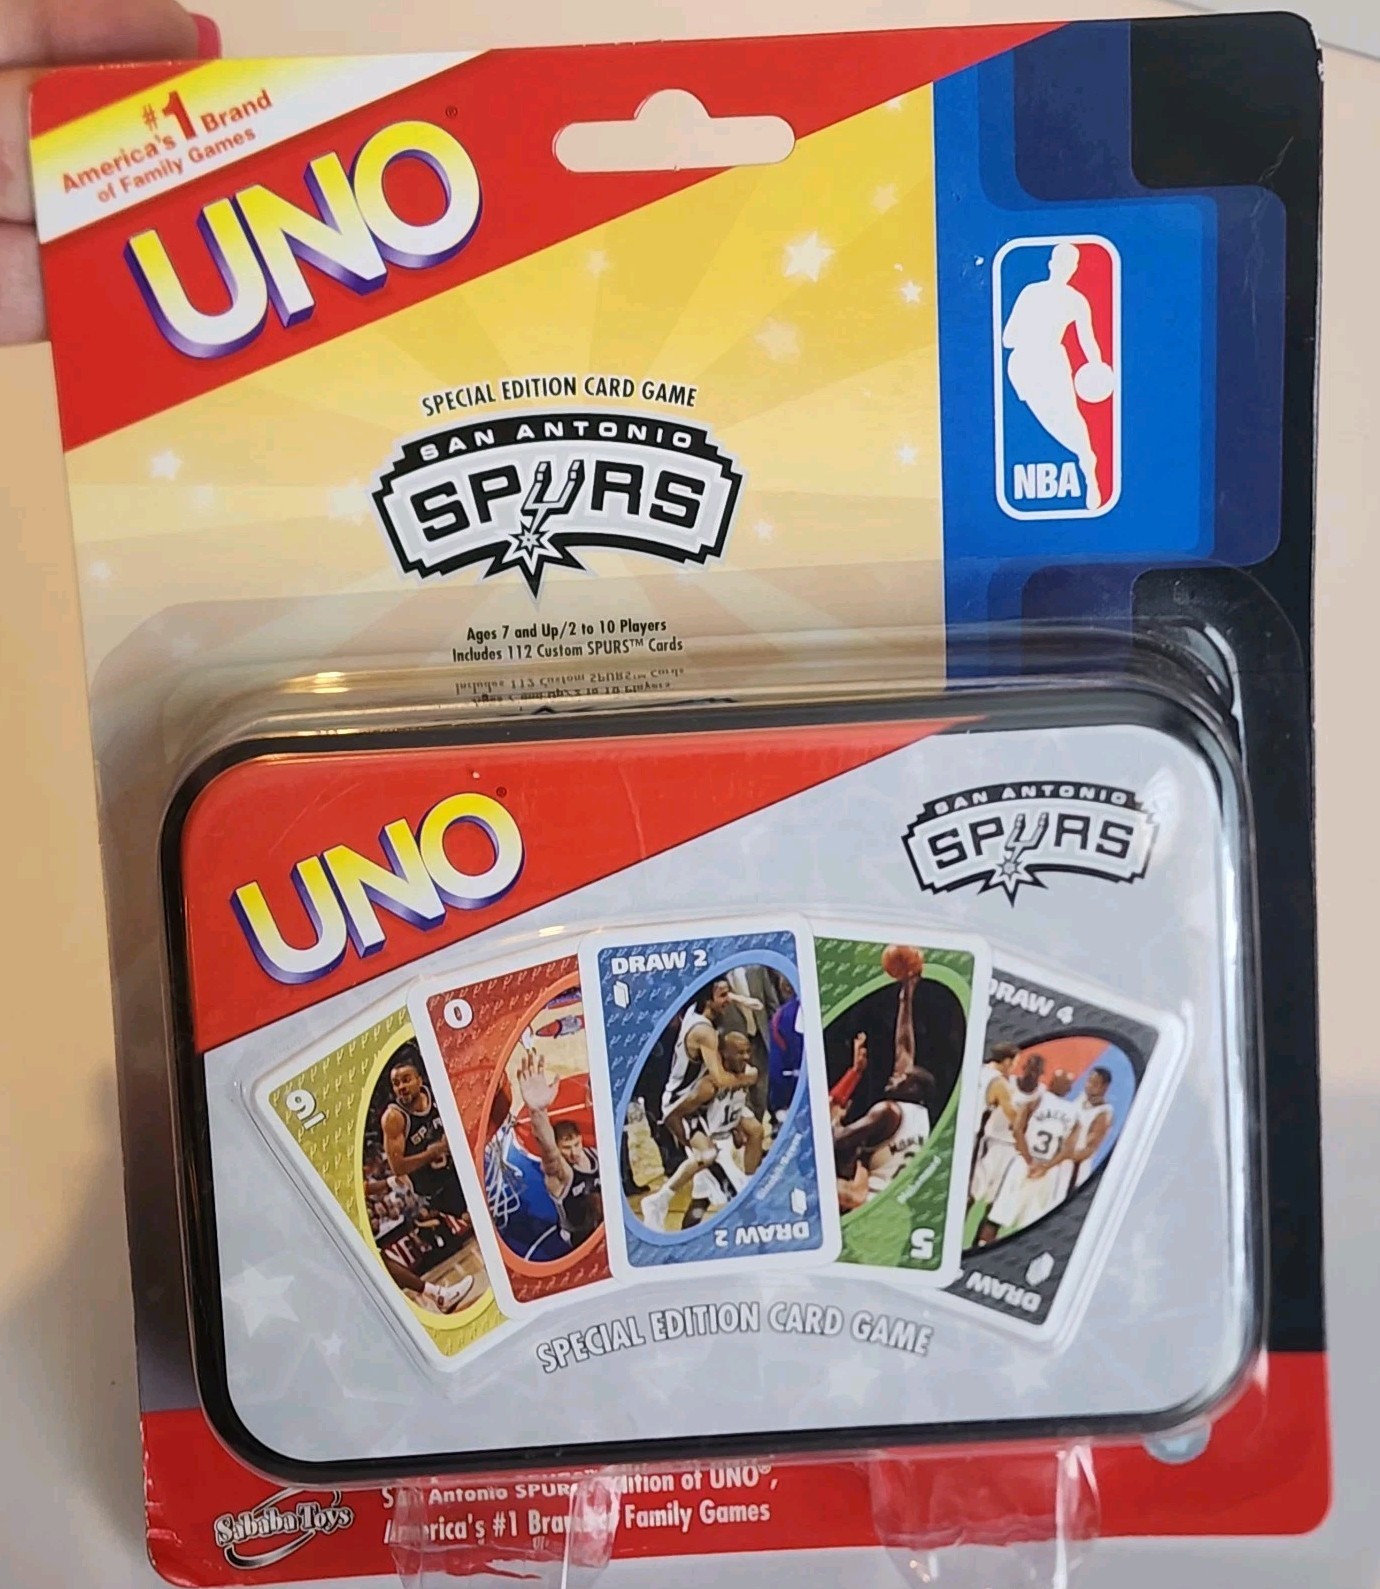 #1 Brand
America's
of Family Games
UNO®
SPECIAL EDITION CARD GAME
SAN ANTONIO
SPURS
NBA
Ages 7 and Up/2 to 10 Players
Includes 112 Custom SPURS™ Cards
UNO®
SAN ANTONIO
SPURS
9
0
DRAW 2
DRAW 2
5
DRAW 4
31
DRAW
SPECIAL EDITION CARD GAME
Antonio SPURS
of UNO®,
America's #1 Family Games
Sababa Toys